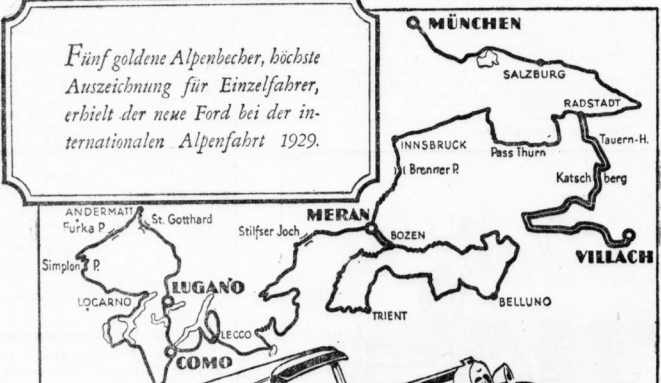 Fünf goldene Alpenbecher, höchste
Auszeichnung für Einzelfahrer,
erhielt der neue Ford bei der in-
ternationalen Alpenfahrt 1929.
MÜNCHEN
SALZBURG
RADSTADT
INNSBRUCK
Pass Thurn
Tauern-H.
Brenner P.
Katschberg
ANDERMATT
St. Gotthard
Furka P.
MERAN
Stilfser Joch
BOZEN
VILLACH
Simplon P.
LUGANO
LOCARNO
BELLUNO
TRIENT
LECCO
COMO